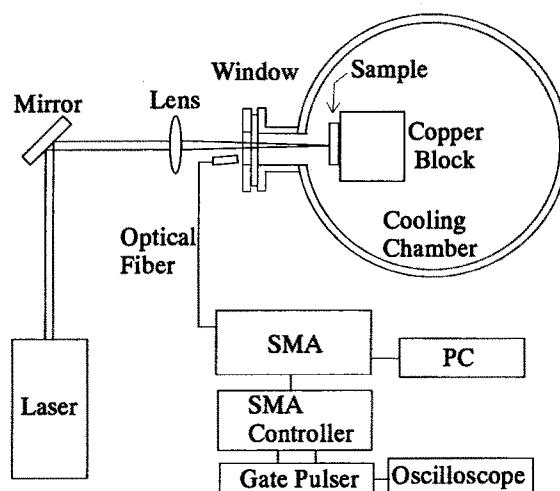 Window
Sample
Mirror
Lens
Copper
Block
Cooling
Chamber
Optical
Fiber
SMA
PC
Laser
SMA
Controller
Gate Pulser
Oscilloscope